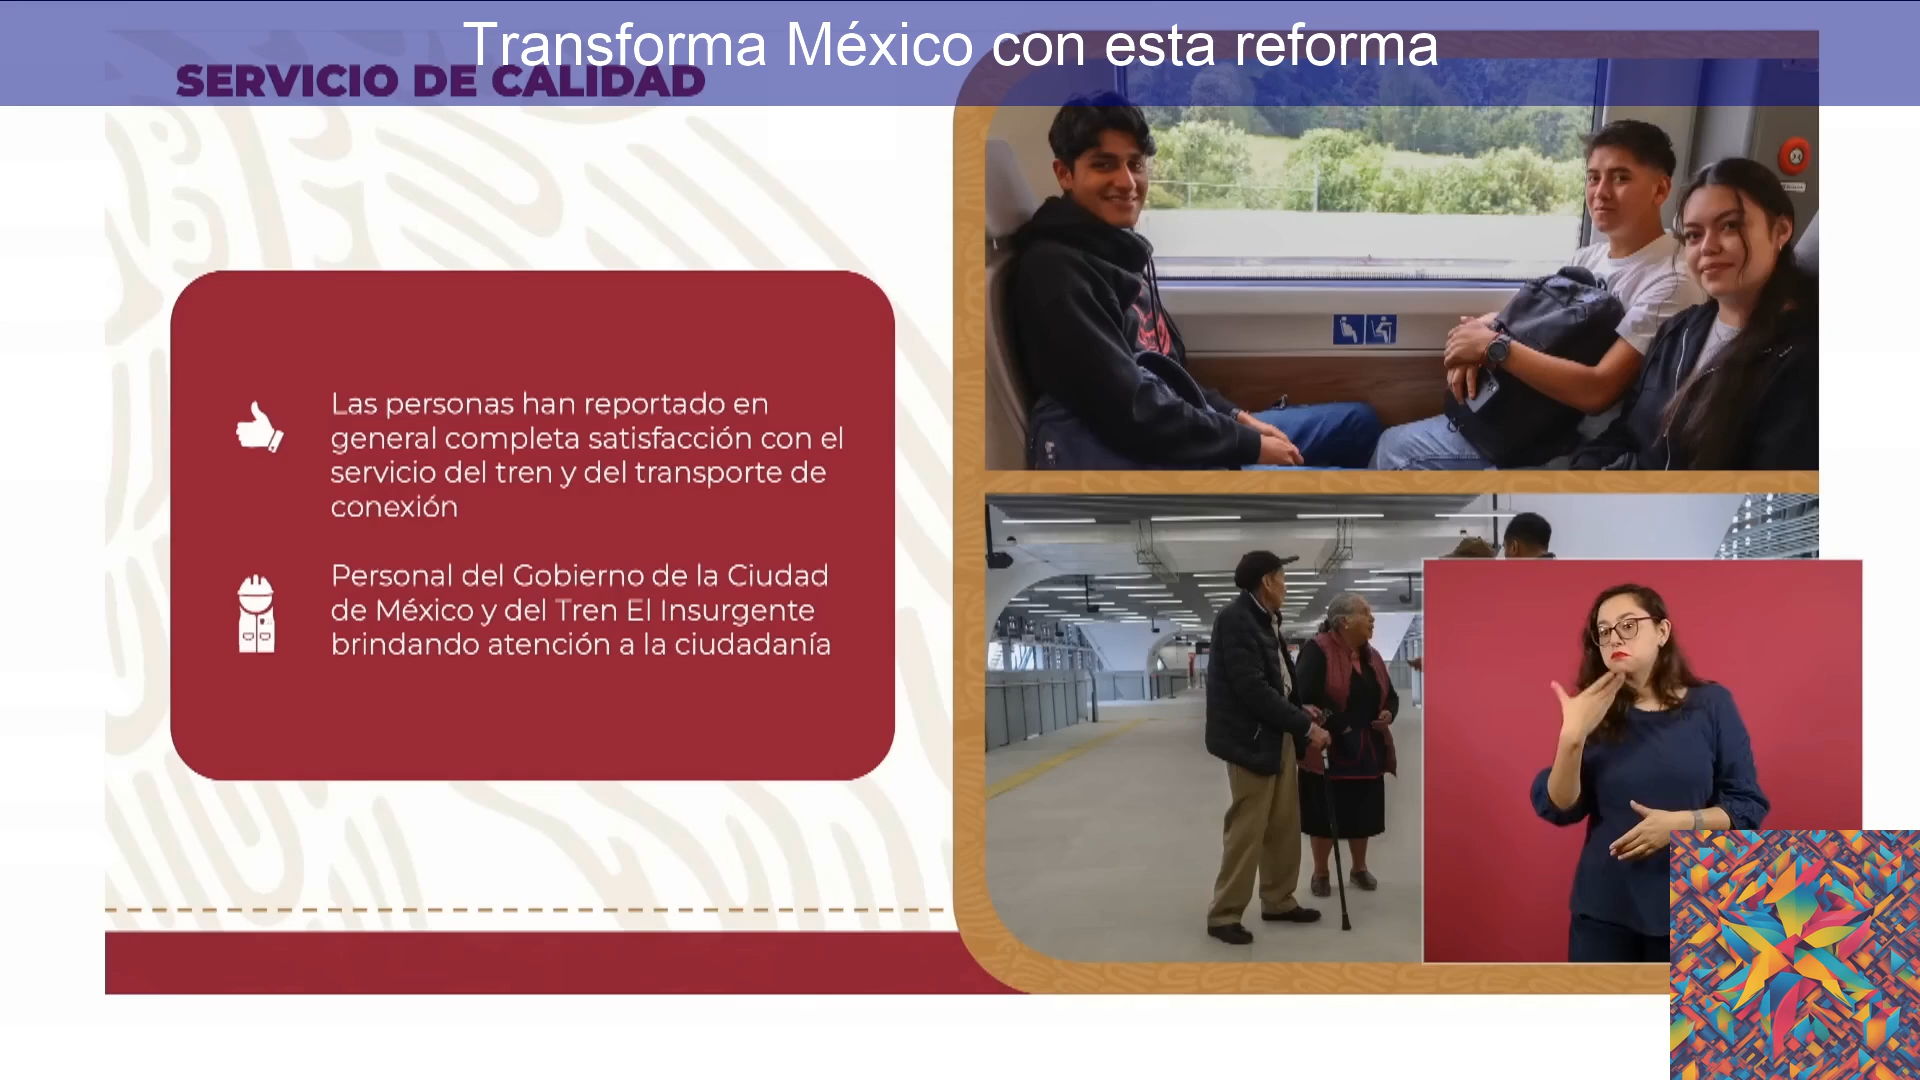 Transforma México con esta reforma
SERVICIO DE CALIDAD
Las personas han reportado en
general completa satisfacción con el
servicio del tren y del transporte de
conexión
Personal del Gobierno de la Ciudad
de México y del Tren El Insurgente
brindando atención a la ciudadanía